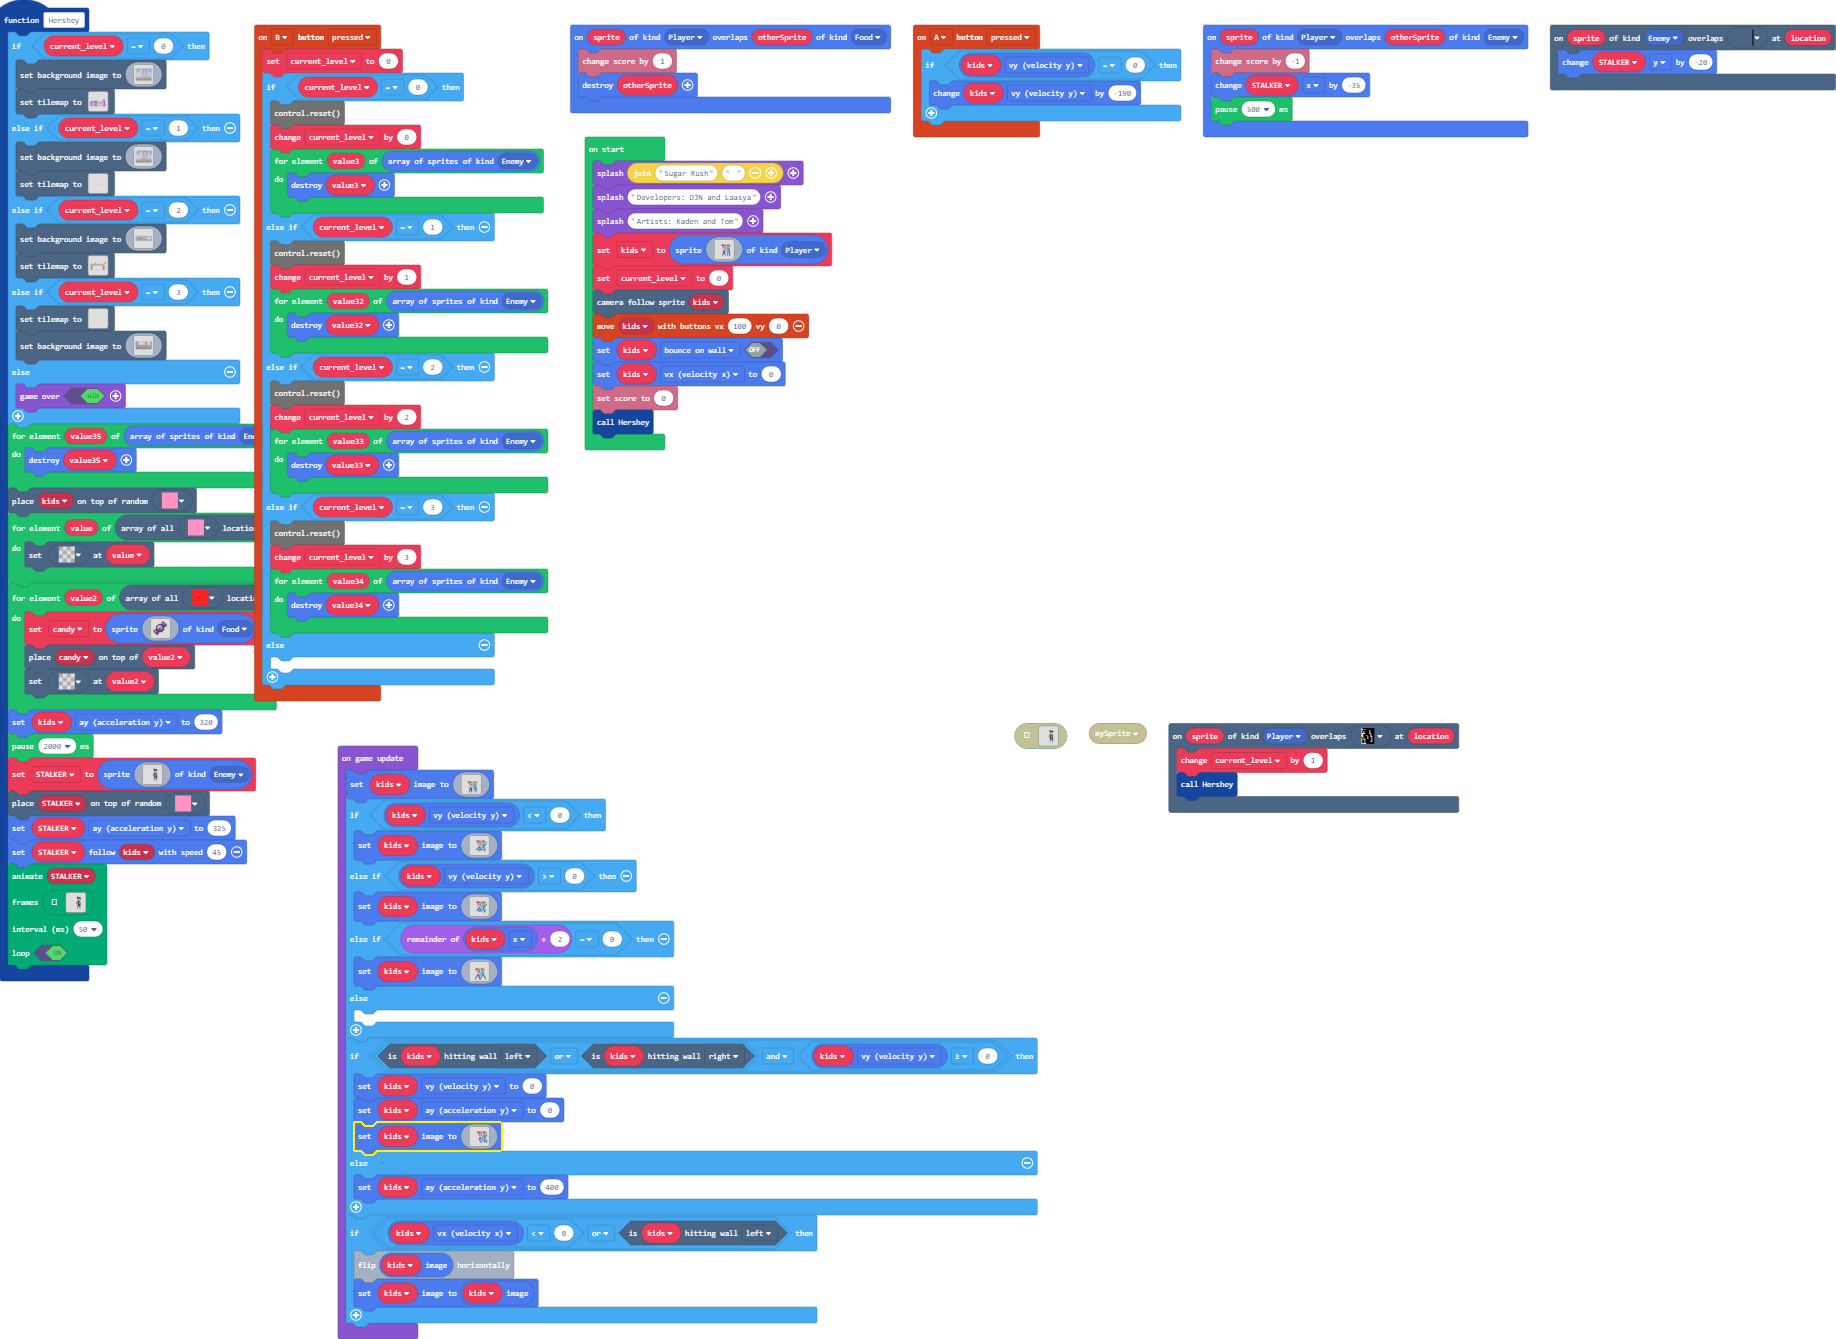 function Hershey
if current_level = 0 then
set background image to
set tilemap to
else if current_level = 1 then
set background image to
set tilemap to
else if current_level = 2 then
set background image to
set tilemap to
else if current_level = 3 then
set tilemap to
set background image to
else
game over WIN
for element value35 of array of sprites of kind
do
destroy value35
place kids on top of random
for element value of array of all
do
set at value
for element value2 of array of all
do
set candy to sprite of kind Food
place candy on top of value2
set at value2
set kids ay (acceleration y) to 320
pause 2000 ms
set STALKER to sprite of kind Enemy
place STALKER on top of random
set STALKER ay (acceleration y) to 325
set STALKER follow kids with speed 45
animate STALKER
frames
interval (ms) 50
loop ON
on B button pressed
set current_level to 0
if current_level = 0 then
control.reset()
change current_level by 0
for element value3 of array of sprites of kind Enemy
do
destroy value3
else if current_level = 1 then
control.reset()
change current_level by 1
for element value32 of array of sprites of kind Enemy
do
destroy value32
else if current_level = 2 then
control.reset()
change current_level by 2
for element value33 of array of sprites of kind Enemy
do
destroy value33
else if current_level = 3 then
control.reset()
change current_level by 3
for element value34 of array of sprites of kind Enemy
do
destroy value34
else
on sprite of kind Player overlaps otherSprite of kind Food
change score by 1
destroy otherSprite
on start
splash join "Sugar Rush" " "
splash "Developers: DJN and Laasya"
splash "Artists: Kaden and Tom"
set kids to sprite of kind Player
set current_level to 0
camera follow sprite kids
move kids with buttons vx 100 vy 0
set kids bounce on wall OFF
set kids vx (velocity x) to 0
set score to 0
call Hershey
on A button pressed
if kids vy (velocity y) = 0 then
change kids vy (velocity y) by -190
on sprite of kind Player overlaps otherSprite of kind Enemy
change score by -1
change STALKER x by -35
pause 500 ms
on sprite of kind Enemy overlaps at location
change STALKER y by -20
mySprite
on sprite of kind Player overlaps at location
change current_level by 1
call Hershey
on game update
set kids image to
if kids vy (velocity y) < 0 then
set kids image to
else if kids vy (velocity y) > 0 then
set kids image to
else if remainder of kids x ÷ 2 = 0 then
set kids image to
else
if is kids hitting wall left or is kids hitting wall right and kids vy (velocity y) ≥ 0 then
set kids vy (velocity y) to 0
set kids ay (acceleration y) to 0
set kids image to
else
set kids ay (acceleration y) to 400
if kids vx (velocity x) < 0 or is kids hitting wall left then
flip kids image horizontally
set kids image to kids image